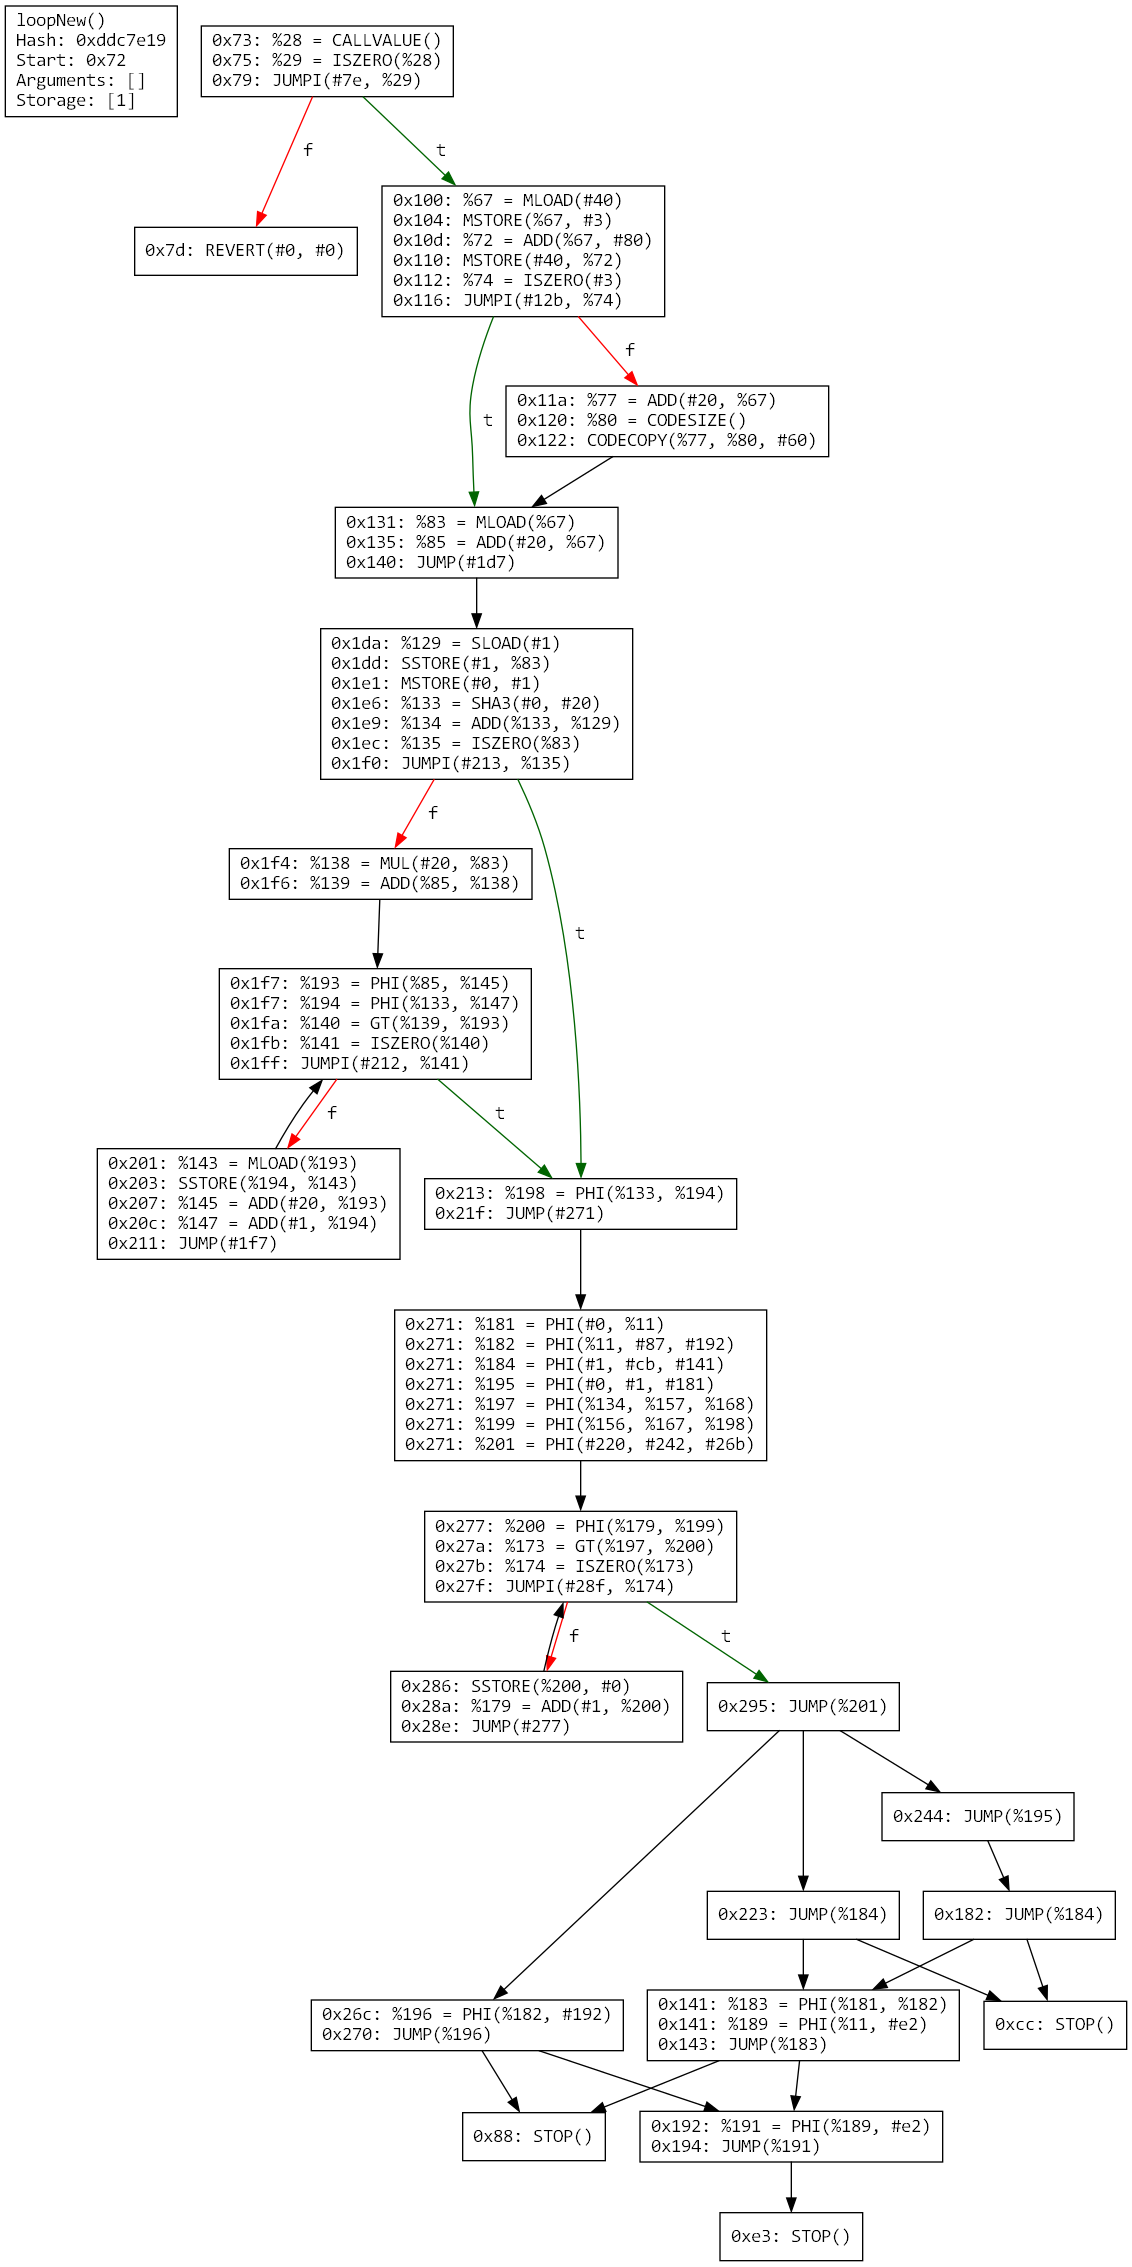 loopNew()
Hash: 0xddc7e19
Start: 0x72
Arguments: []
Storage: [1]
0x73: %28 = CALLVALUE()
0x75: %29 = ISZERO(%28)
0x79: JUMPI(#7e, %29)
f
t
0x7d: REVERT(#0, #0)
0x100: %67 = MLOAD(#40)
0x104: MSTORE(%67, #3)
0x10d: %72 = ADD(%67, #80)
0x110: MSTORE(#40, %72)
0x112: %74 = ISZERO(#3)
0x116: JUMPI(#12b, %74)
f
t
0x11a: %77 = ADD(#20, %67)
0x120: %80 = CODESIZE()
0x122: CODECOPY(%77, %80, #60)
0x131: %83 = MLOAD(%67)
0x135: %85 = ADD(#20, %67)
0x140: JUMP(#1d7)
0x1da: %129 = SLOAD(#1)
0x1dd: SSTORE(#1, %83)
0x1e1: MSTORE(#0, #1)
0x1e6: %133 = SHA3(#0, #20)
0x1e9: %134 = ADD(%133, %129)
0x1ec: %135 = ISZERO(%83)
0x1f0: JUMPI(#213, %135)
f
t
0x1f4: %138 = MUL(#20, %83)
0x1f6: %139 = ADD(%85, %138)
0x1f7: %193 = PHI(%85, %145)
0x1f7: %194 = PHI(%133, %147)
0x1fa: %140 = GT(%139, %193)
0x1fb: %141 = ISZERO(%140)
0x1ff: JUMPI(#212, %141)
f
t
0x201: %143 = MLOAD(%193)
0x203: SSTORE(%194, %143)
0x207: %145 = ADD(#20, %193)
0x20c: %147 = ADD(#1, %194)
0x211: JUMP(#1f7)
0x213: %198 = PHI(%133, %194)
0x21f: JUMP(#271)
0x271: %181 = PHI(#0, %11)
0x271: %182 = PHI(%11, #87, #192)
0x271: %184 = PHI(#1, #cb, #141)
0x271: %195 = PHI(#0, #1, #181)
0x271: %197 = PHI(%134, %157, %168)
0x271: %199 = PHI(%156, %167, %198)
0x271: %201 = PHI(#220, #242, #26b)
0x277: %200 = PHI(%179, %199)
0x27a: %173 = GT(%197, %200)
0x27b: %174 = ISZERO(%173)
0x27f: JUMPI(#28f, %174)
f
t
0x286: SSTORE(%200, #0)
0x28a: %179 = ADD(#1, %200)
0x28e: JUMP(#277)
0x295: JUMP(%201)
0x244: JUMP(%195)
0x223: JUMP(%184)
0x182: JUMP(%184)
0x26c: %196 = PHI(%182, #192)
0x270: JUMP(%196)
0x141: %183 = PHI(%181, %182)
0x141: %189 = PHI(%11, #e2)
0x143: JUMP(%183)
0xcc: STOP()
0x88: STOP()
0x192: %191 = PHI(%189, #e2)
0x194: JUMP(%191)
0xe3: STOP()